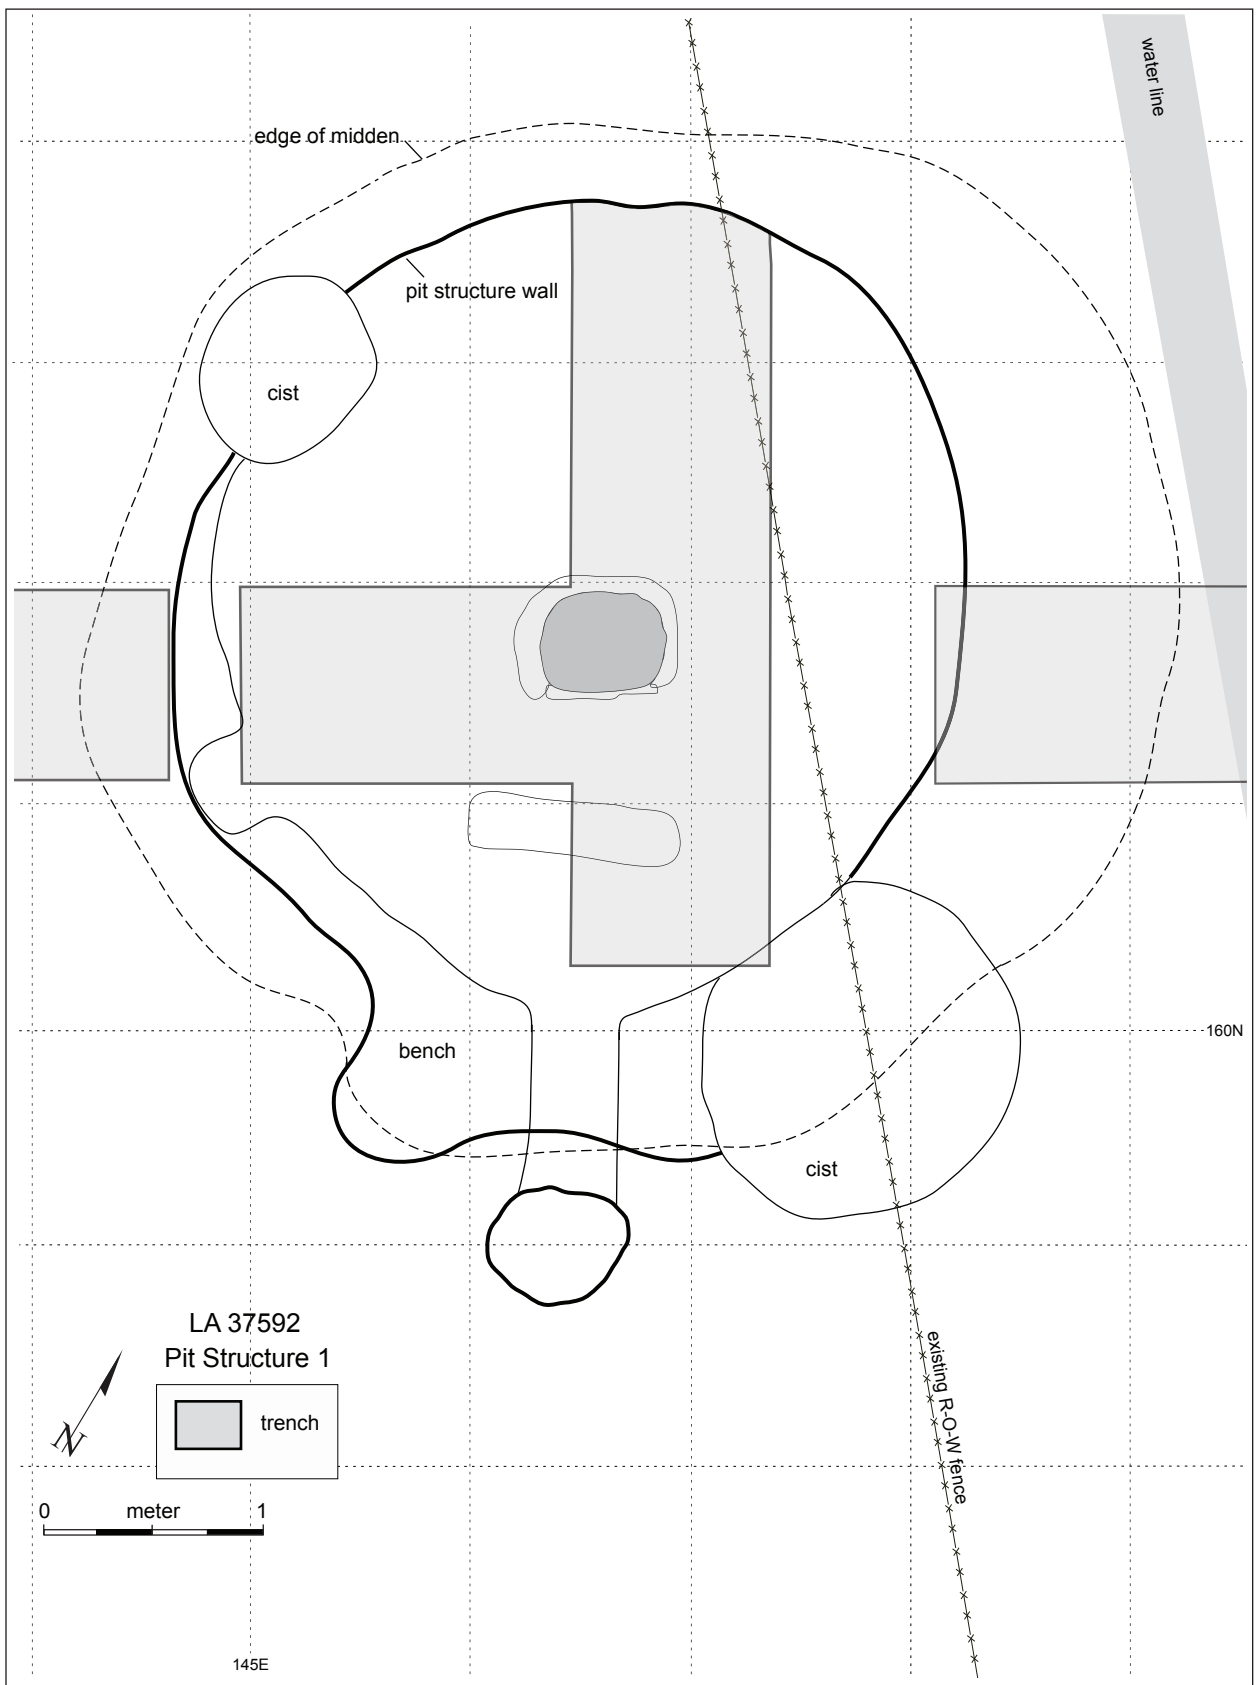 water line
edge of midden
pit structure wall
cist
160N
bench
cist
LA 37592
Pit Structure 1
existing R-O-W fence
N
trench
0 meter 1
145E